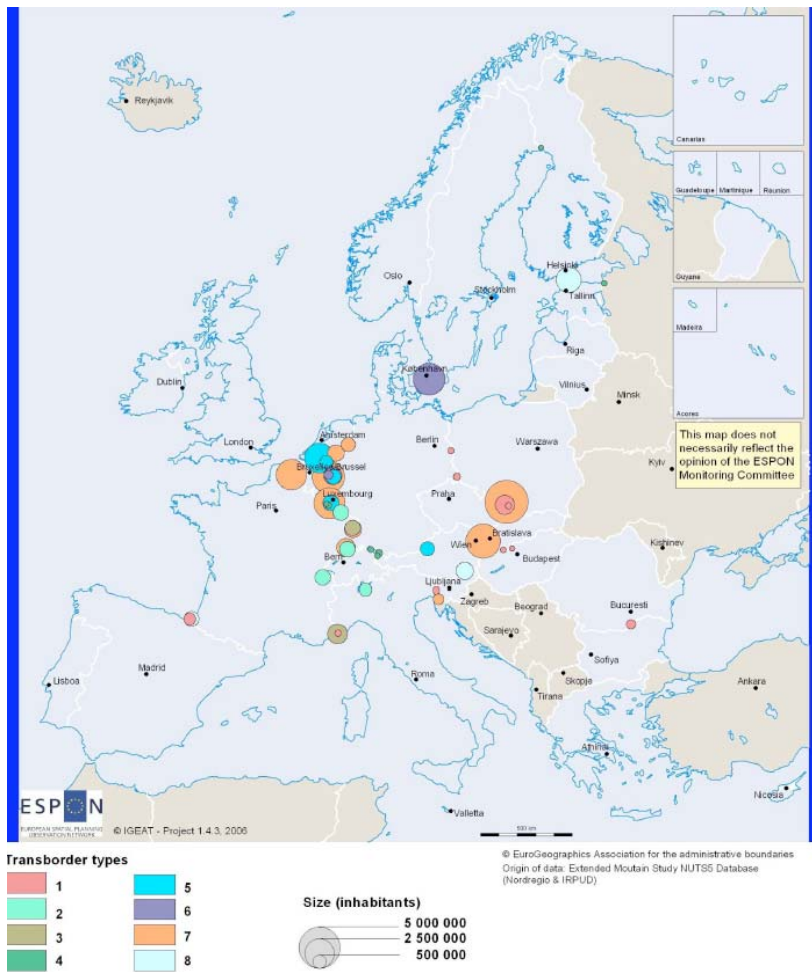 Reykjavik
Canarias
Guadeloupe
Martinique
Reunion
Guyane
Madeira
Acores
This map does not
necessarily reflect the
opinion of the ESPON
Monitoring Committee
Helsinki
Oslo
Stockholm
Tallinn
Riga
København
Vilnius
Minsk
Dublin
London
Amsterdam
Berlin
Warszawa
Kyiv
Paris
Luxembourg
Praha
Wien
Bratislava
Budapest
Kishinev
Bern
Ljubljana
Zagreb
Beograd
Bucuresti
Sarajevo
Sofiya
Skopje
Tirana
Roma
Madrid
Lisboa
Ankara
Athinai
Nicosia
Valletta
ESPON
EUROPEAN SPATIAL PLANNING
OBSERVATION NETWORK
© IGEAT - Project 1.4.3, 2006
500 km
© EuroGeographics Association for the administrative boundaries
Origin of data: Extended Moutain Study NUTS5 Database
(Nordregio & IRPUD)
Transborder types
1
2
3
4
5
6
7
8
Size (inhabitants)
5 000 000
2 500 000
500 000